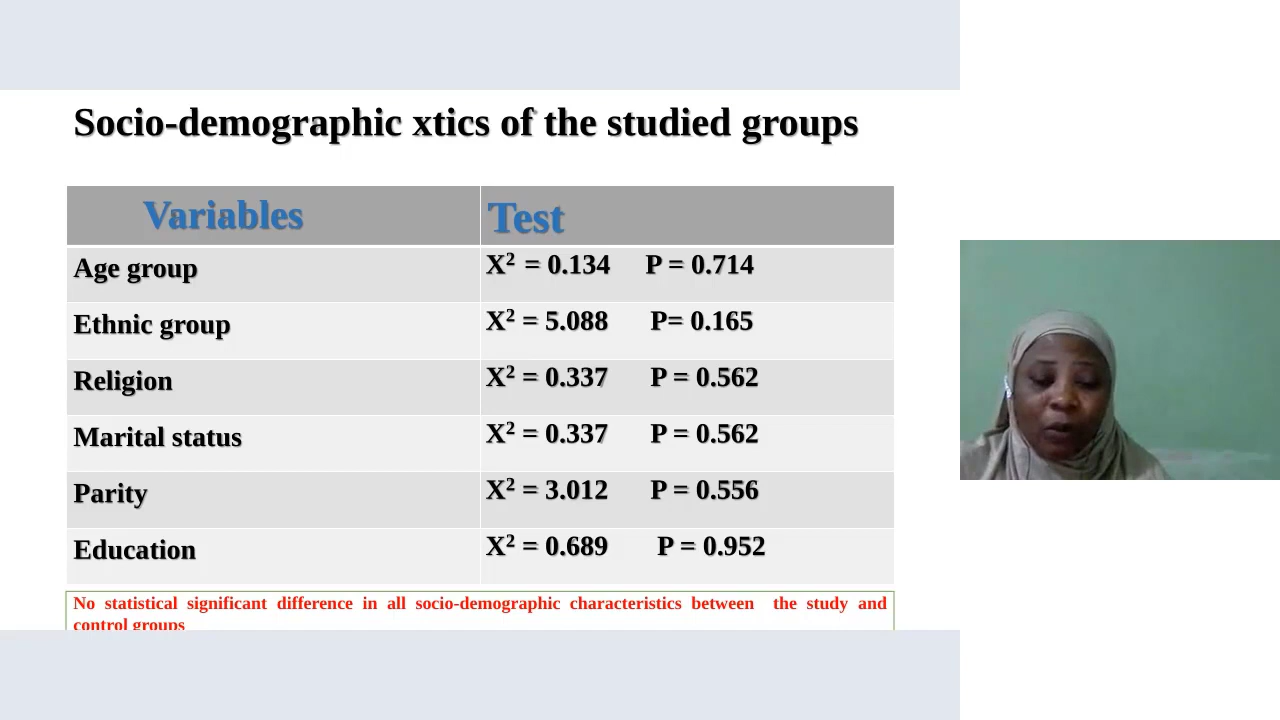 Socio-demographic xtics of the studied groups
Variables Test
Age group X² = 0.134 P = 0.714
Ethnic group X² = 5.088 P= 0.165
Religion X² = 0.337 P = 0.562
Marital status X² = 0.337 P = 0.562
Parity X² = 3.012 P = 0.556
Education X² = 0.689 P = 0.952
No statistical significant difference in all socio-demographic characteristics between the study and
control groups